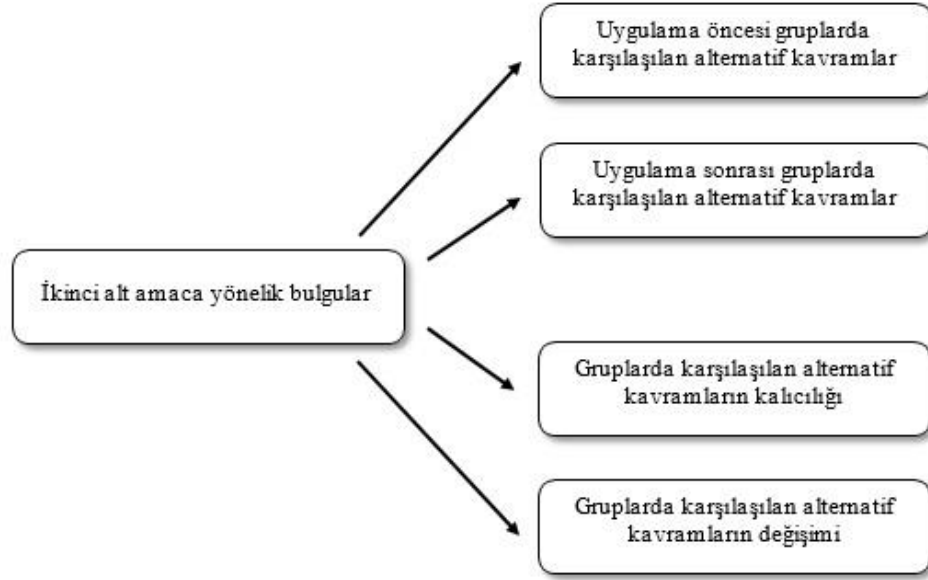 Uygulama öncesi gruplarda
karşılaşılan alternatif kavramlar
Uygulama sonrası gruplarda
karşılaşılan alternatif kavramlar
İkinci alt amaca yönelik bulgular
Gruplarda karşılaşılan alternatif
kavramların kalıcılığı
Gruplarda karşılaşılan alternatif
kavramların değişimi